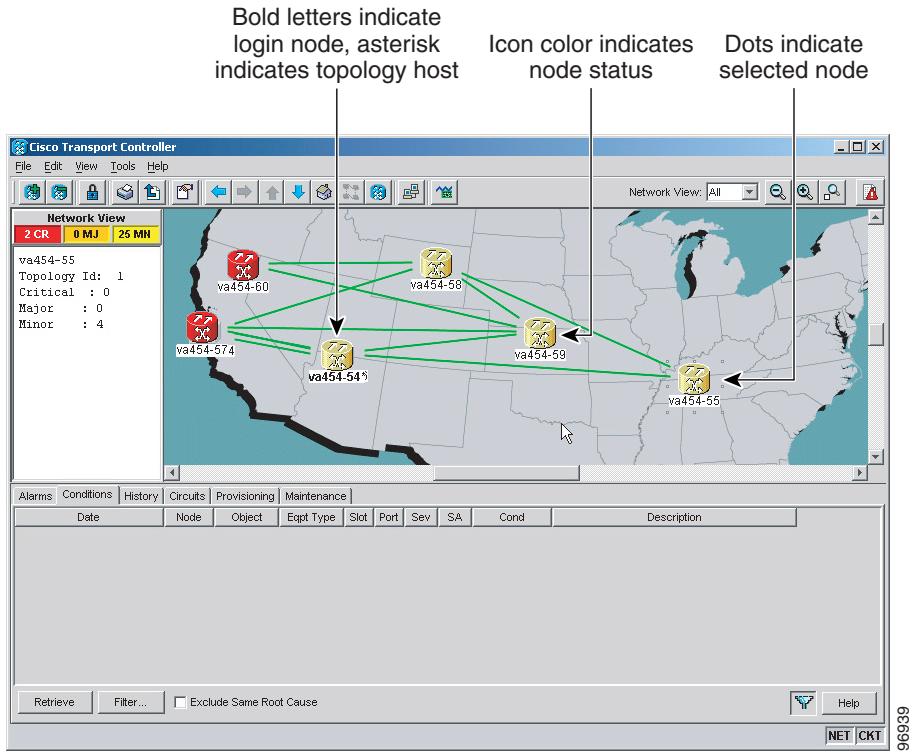 Bold letters indicate
login node, asterisk
indicates topology host
Icon color indicates
node status
Dots indicate
selected node
Cisco Transport Controller
File Edit View Tools Help
Network View: All
Network View
2 CR 0 MJ 25 MN
va454-55
Topology Id: 1
Critical : 0
Major : 0
Minor : 4
va454-60
va454-58
va454-574
va454-54*
va454-59
va454-55
Alarms Conditions History Circuits Provisioning Maintenance
Date Node Object Eqpt Type Slot Port Sev SA Cond Description
Retrieve Filter... Exclude Same Root Cause Help
NET CKT
96939